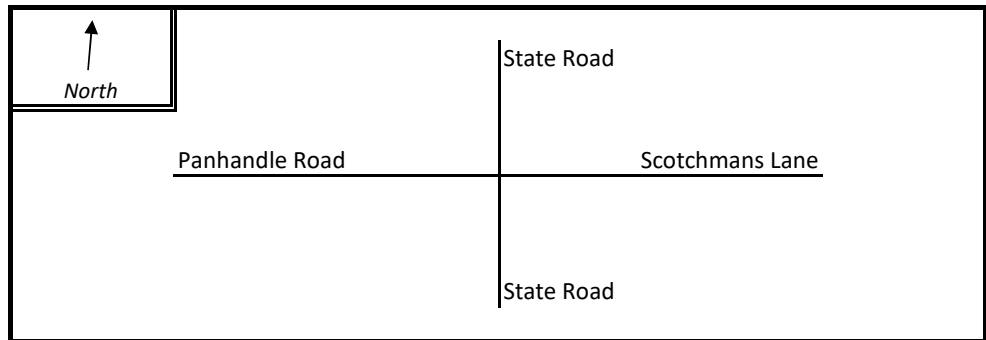 State Road
North
Panhandle Road
Scotchmans Lane
State Road